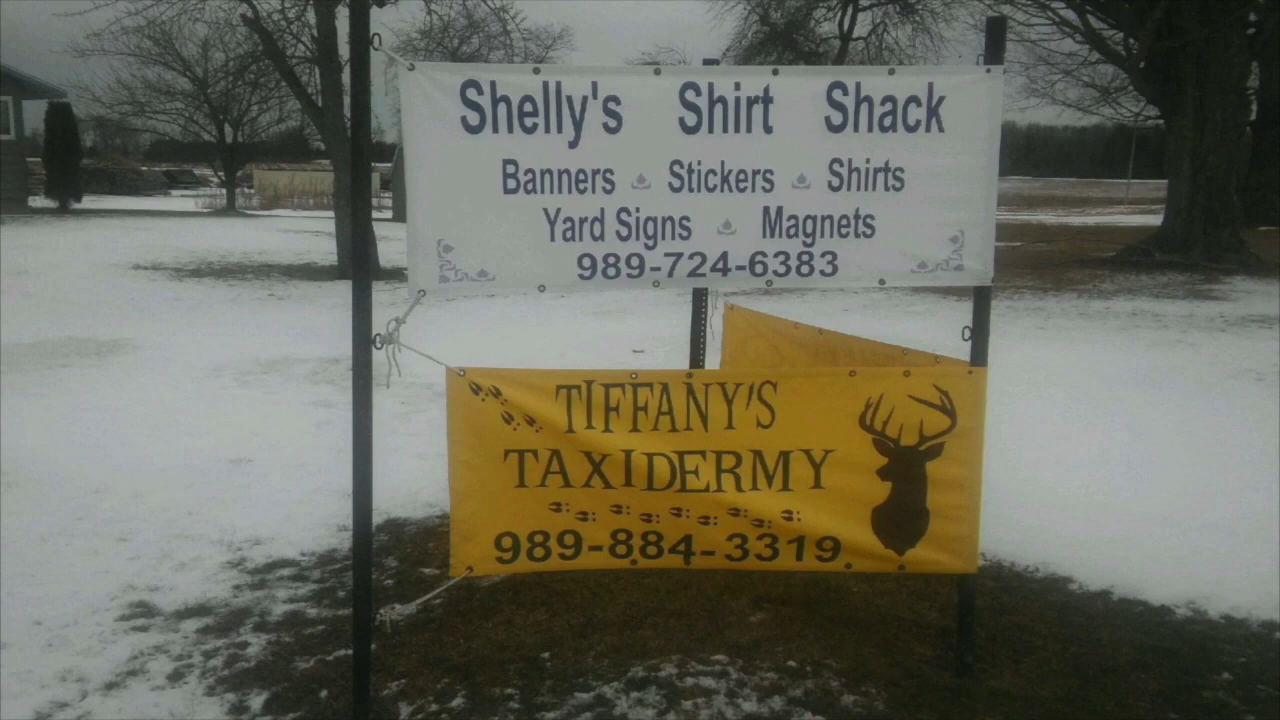 Shelly's Shirt Shack
Banners Stickers Shirts
Yard Signs Magnets
989-724-6383
TIFFANY'S
TAXIDERMY
989-884-3319